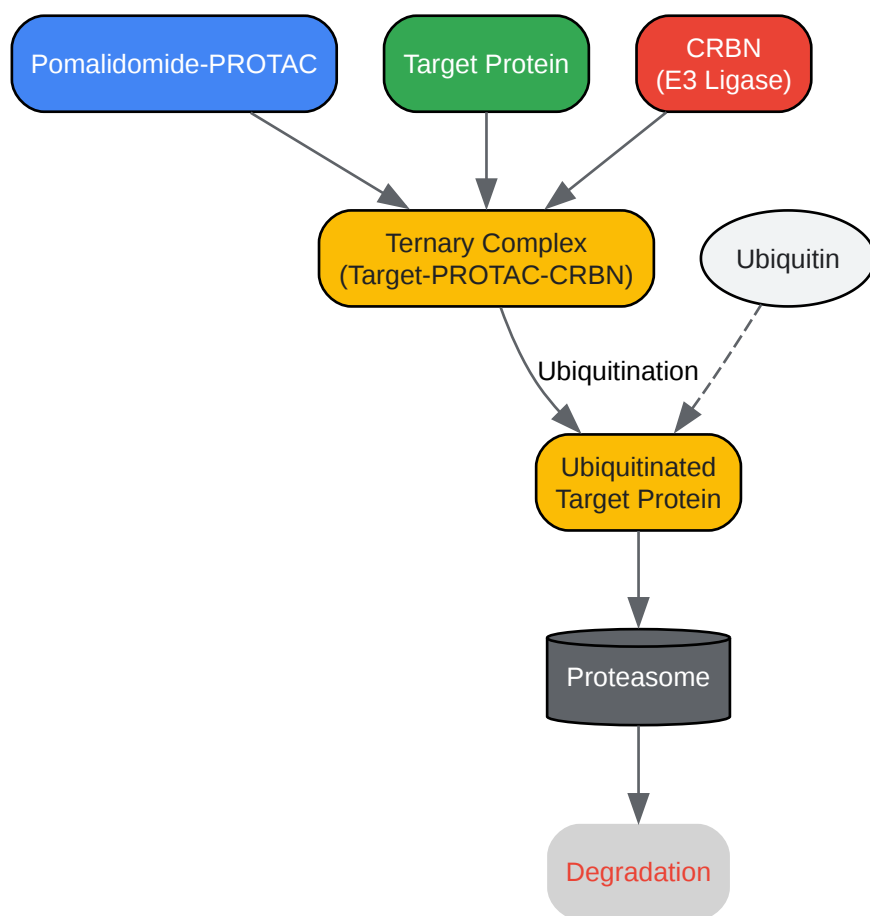 Pomalidomide-PROTAC
Target Protein
CRBN
(E3 Ligase)
Ternary Complex
(Target-PROTAC-CRBN)
Ubiquitin
Ubiquitination
Ubiquitinated
Target Protein
Proteasome
Degradation